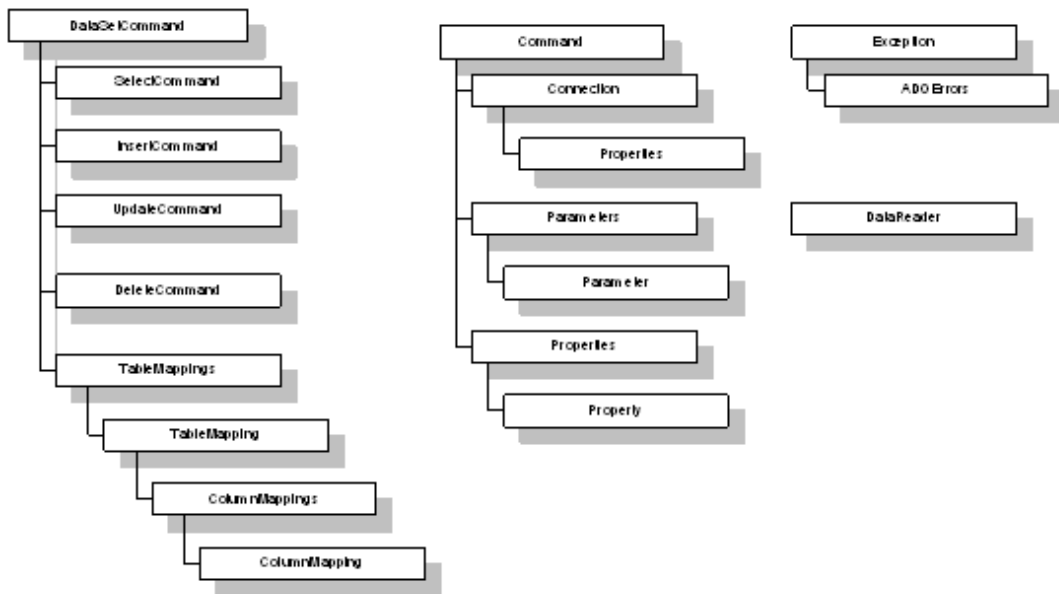 DataSetCommand
SelectCommand
InsertCommand
UpdateCommand
DeleteCommand
TableMappings
TableMapping
ColumnMappings
ColumnMapping
Command
Connection
Properties
Parameters
Parameter
Properties
Property
Exception
ADOErrors
DataReader